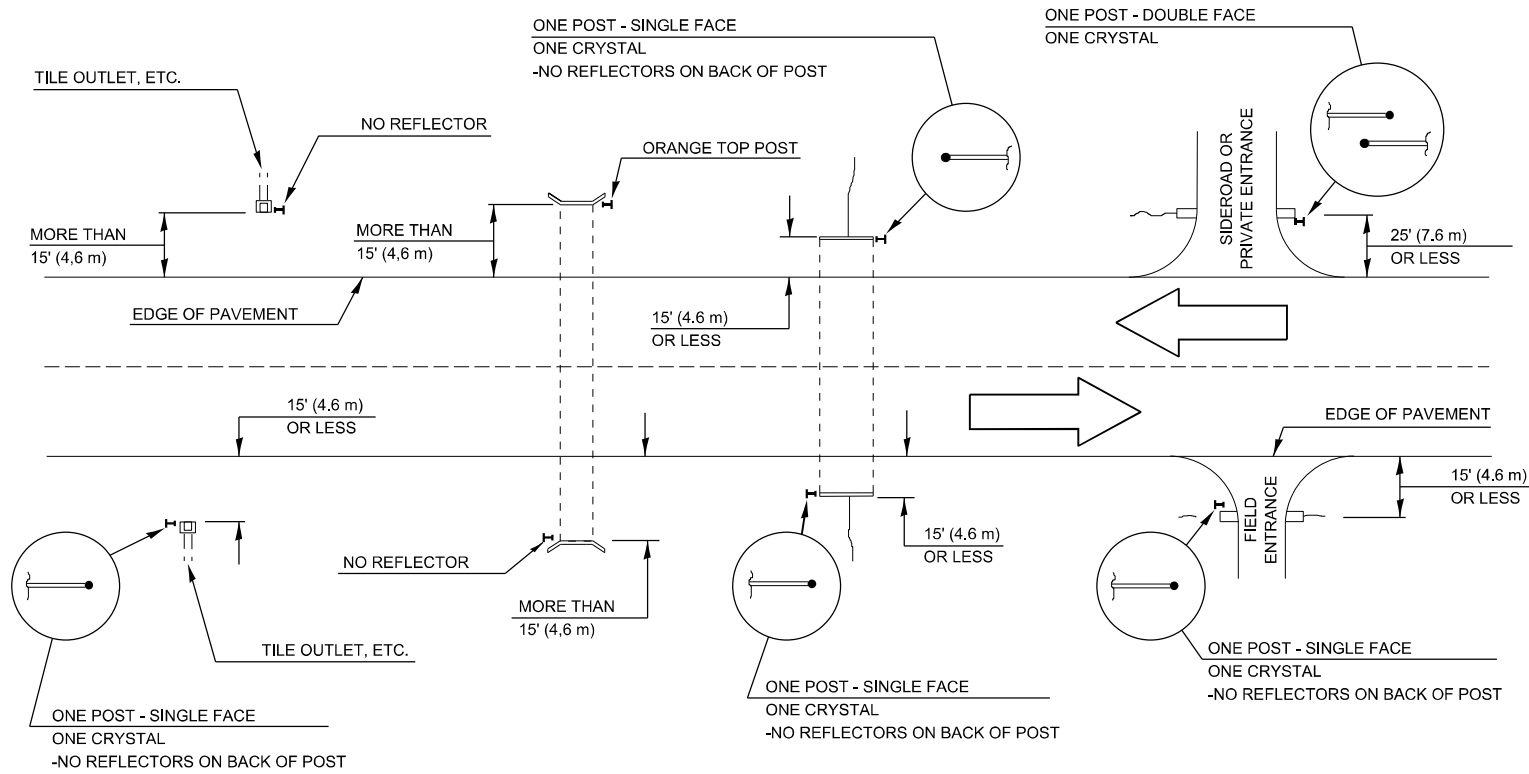 ONE POST - SINGLE FACE
ONE CRYSTAL
-NO REFLECTORS ON BACK OF POST
ONE POST - DOUBLE FACE
ONE CRYSTAL
TILE OUTLET, ETC.
NO REFLECTOR
ORANGE TOP POST
SIDEROAD OR
PRIVATE ENTRANCE
MORE THAN
15' (4,6 m)
MORE THAN
15' (4,6 m)
25' (7.6 m)
OR LESS
EDGE OF PAVEMENT
15' (4.6 m)
OR LESS
15' (4.6 m)
OR LESS
EDGE OF PAVEMENT
15' (4.6 m)
OR LESS
FIELD
ENTRANCE
15' (4.6 m)
OR LESS
NO REFLECTOR
MORE THAN
15' (4,6 m)
TILE OUTLET, ETC.
ONE POST - SINGLE FACE
ONE CRYSTAL
-NO REFLECTORS ON BACK OF POST
ONE POST - SINGLE FACE
ONE CRYSTAL
-NO REFLECTORS ON BACK OF POST
ONE POST - SINGLE FACE
ONE CRYSTAL
-NO REFLECTORS ON BACK OF POST